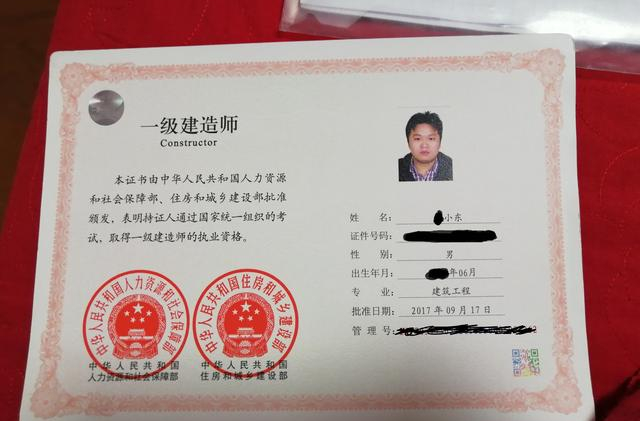 一级建造师
Constructor
本证书由中华人民共和国人力资源
和社会保障部、住房和城乡建设部批准
颁发，表明持证人通过国家统一组织的考
试，取得一级建造师的执业资格。
姓 名：小东
证件号码：
性 别：男
出生年月：年06月
专 业：建筑工程
批准日期：2017年09月17日
管 理 号：
中华人民共和国人力资源和社会保障部
中华人民共和国住房和城乡建设部
中华人民共和国
人力资源和社会保障部
中华人民共和国
住房和城乡建设部